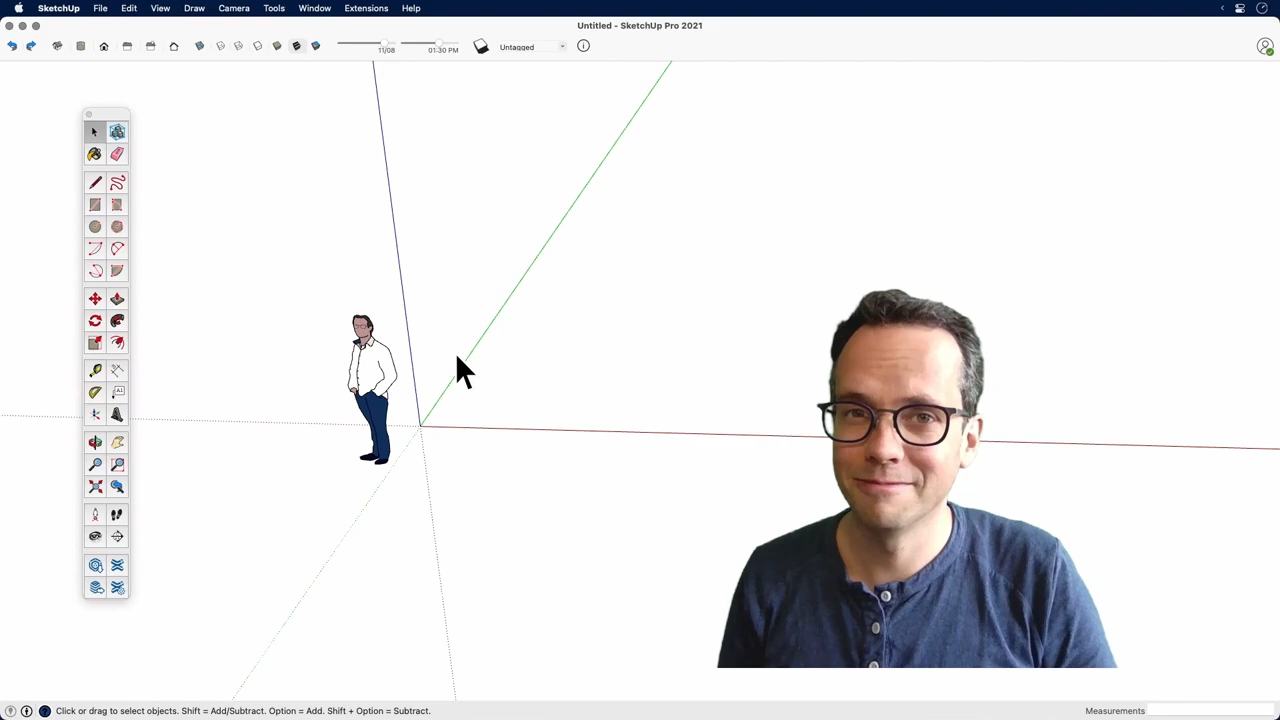 SketchUp File Edit View Draw Camera Tools Window Extensions Help
Untitled - SketchUp Pro 2021
11/08 01:30 PM Untagged
A1
Click or drag to select objects. Shift = Add/Subtract. Option = Add. Shift + Option = Subtract. Measurements